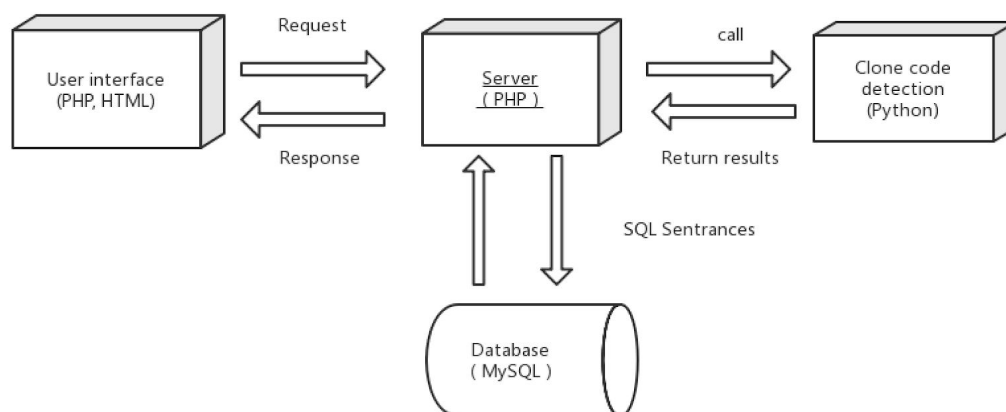 Request
User interface
(PHP, HTML)
Response
Server
( PHP )
call
Return results
Clone code
detection
(Python)
SQL Sentrances
Database
( MySQL )